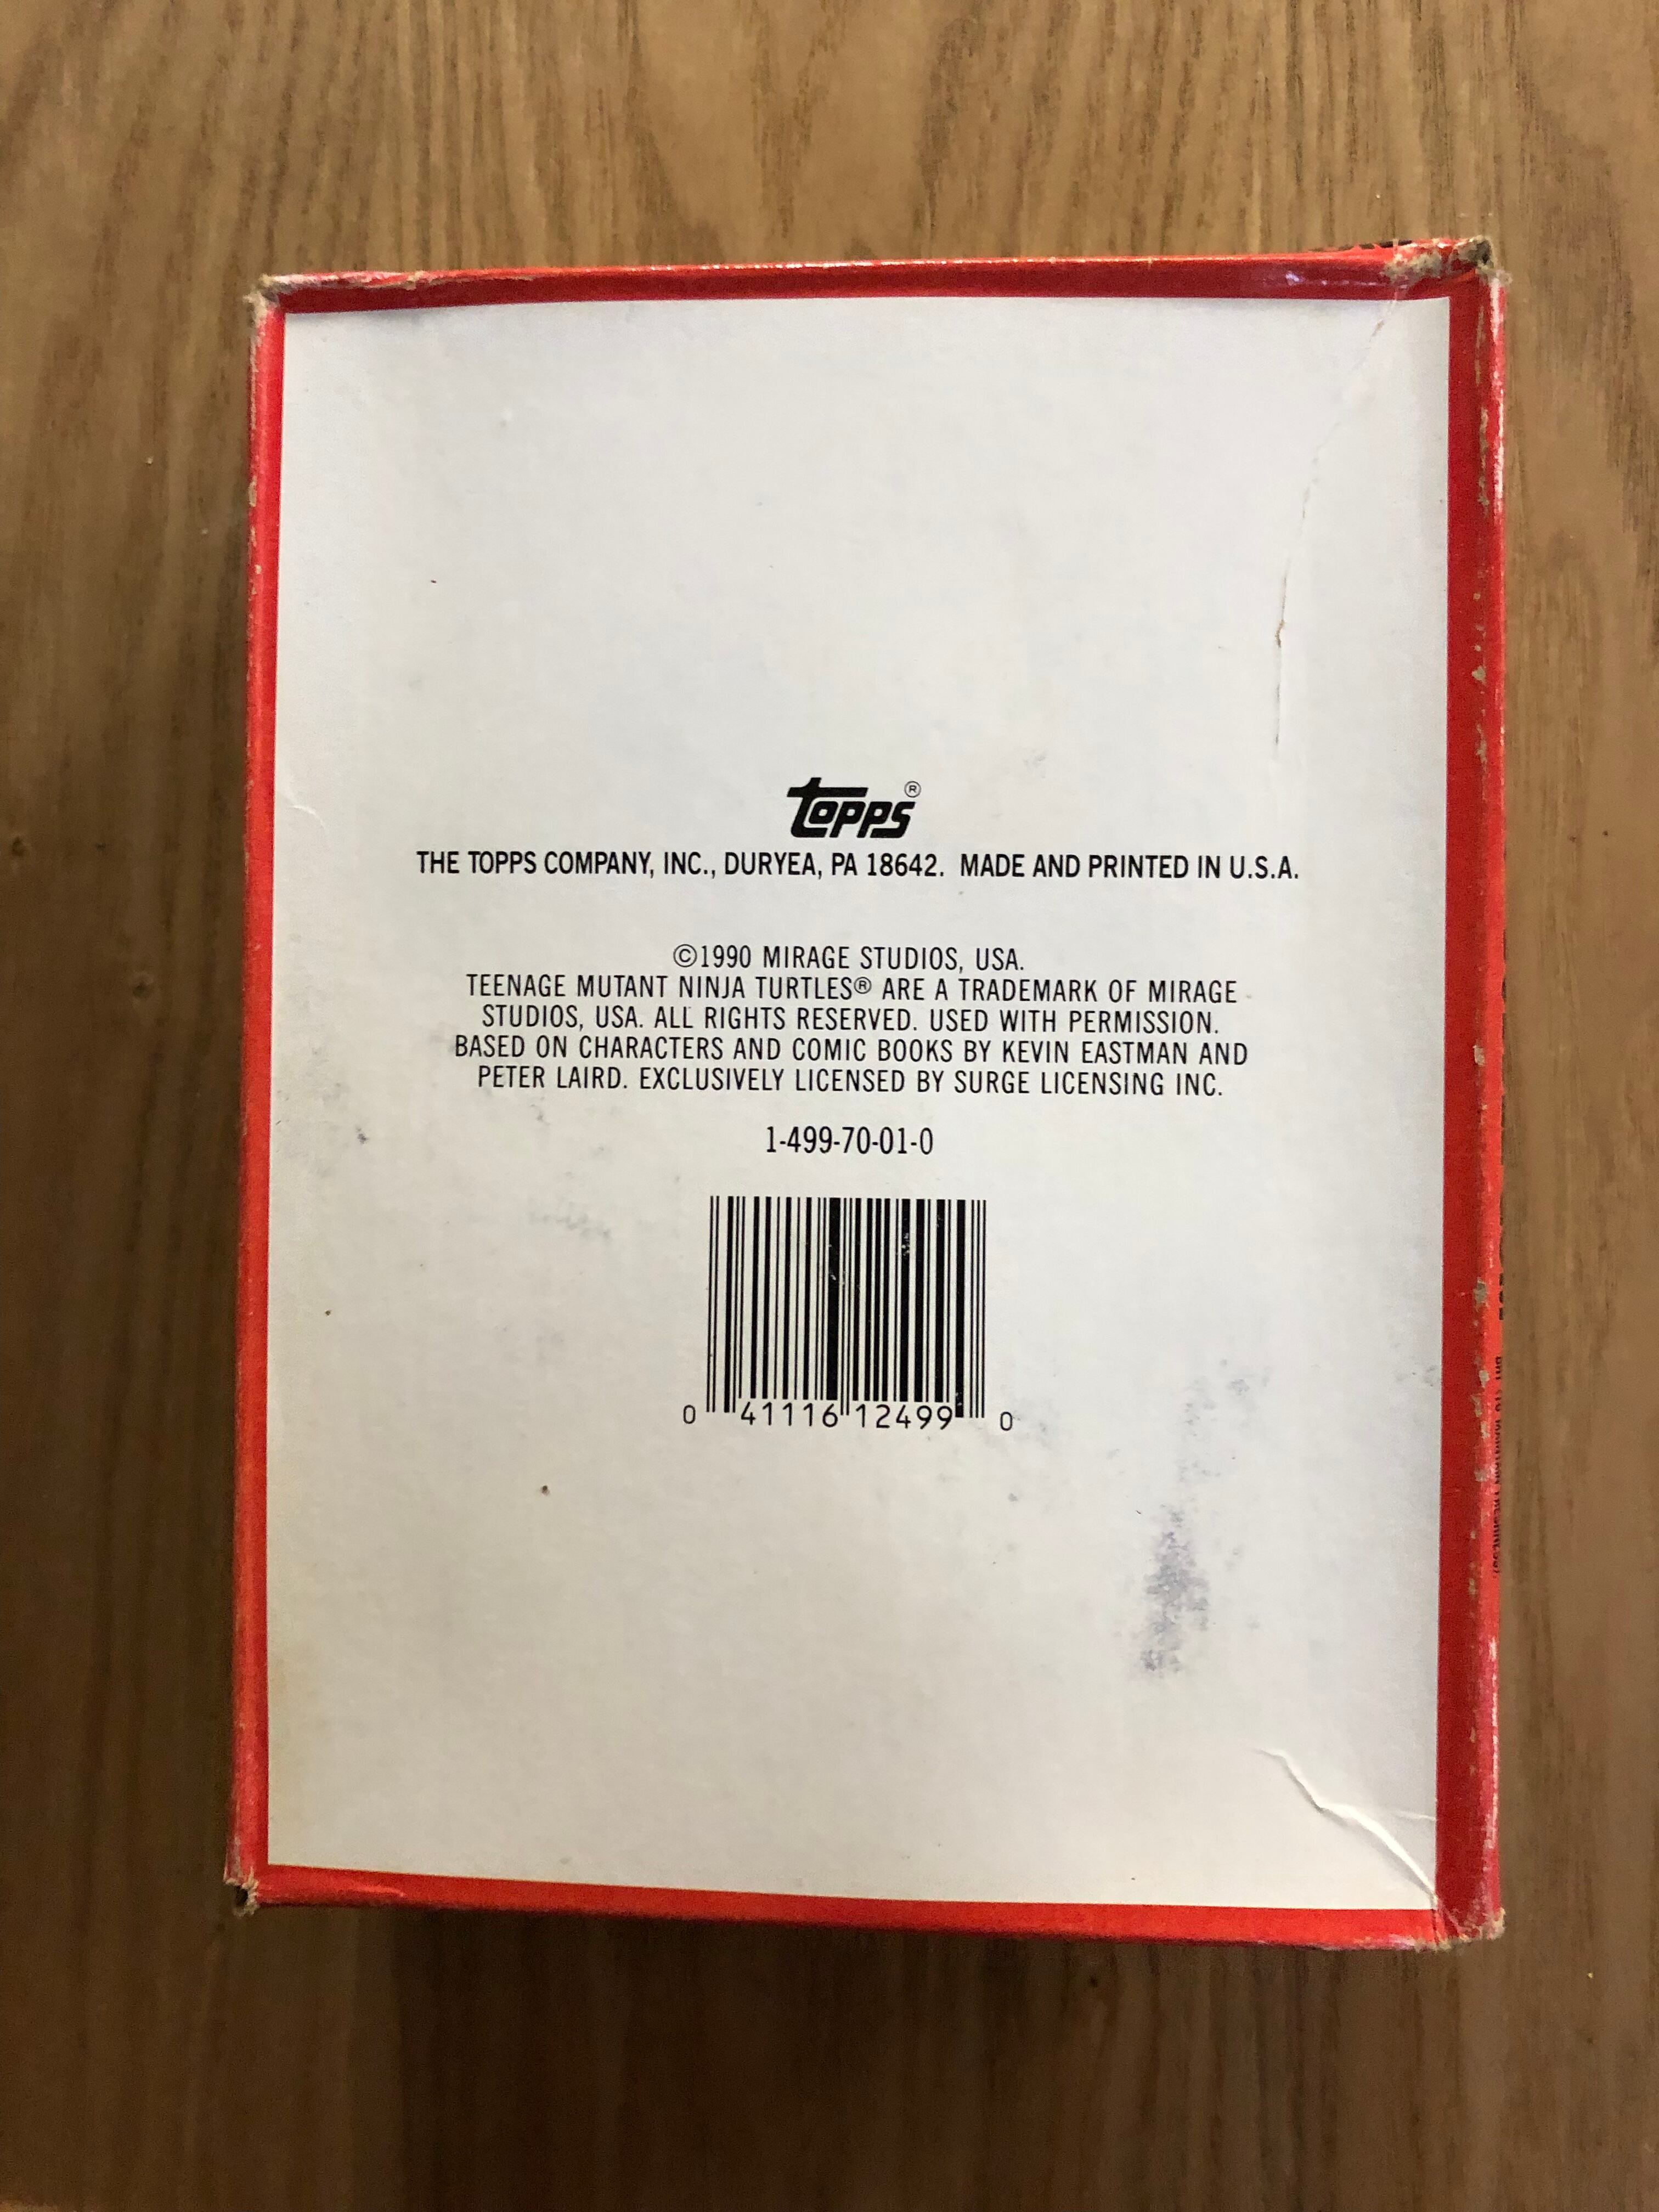 Topps®
THE TOPPS COMPANY, INC., DURYEA, PA 18642. MADE AND PRINTED IN U.S.A.
©1990 MIRAGE STUDIOS, USA.
TEENAGE MUTANT NINJA TURTLES® ARE A TRADEMARK OF MIRAGE
STUDIOS, USA. ALL RIGHTS RESERVED. USED WITH PERMISSION.
BASED ON CHARACTERS AND COMIC BOOKS BY KEVIN EASTMAN AND
PETER LAIRD. EXCLUSIVELY LICENSED BY SURGE LICENSING INC.
1-499-70-01-0
0 41116 12499 0